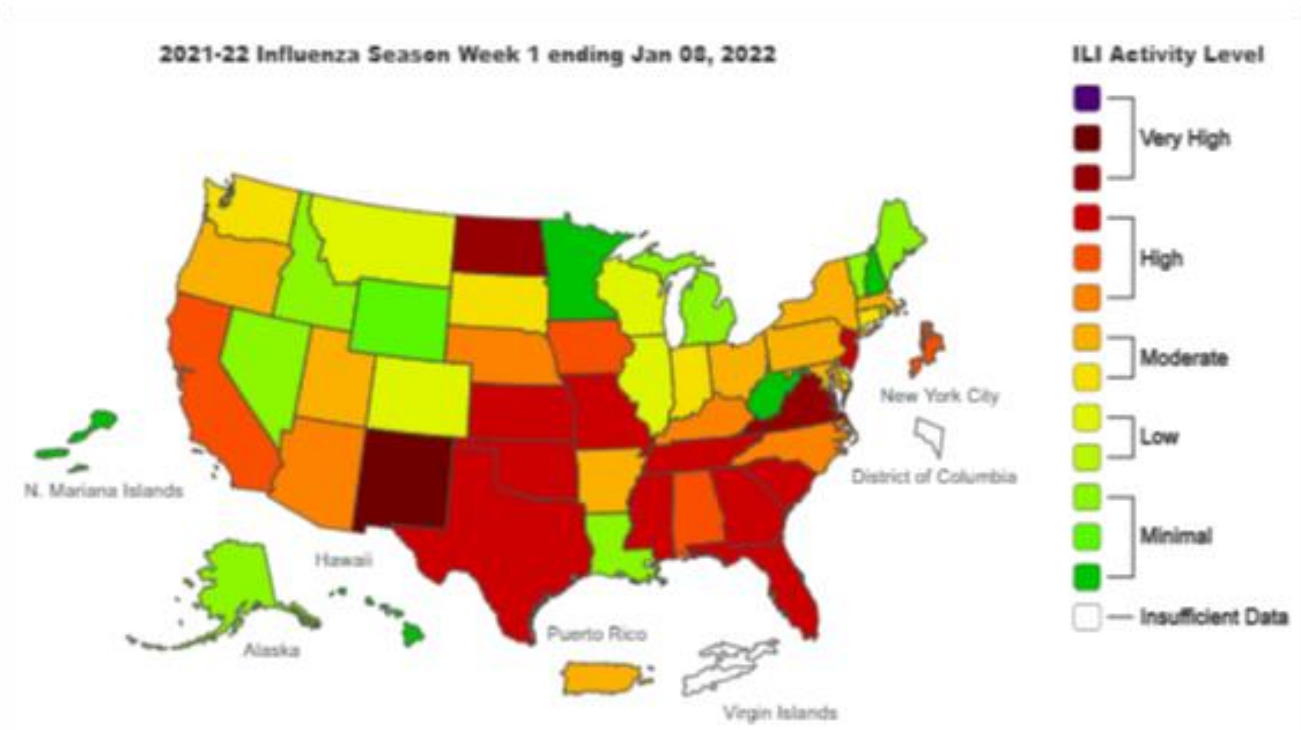 2021-22 Influenza Season Week 1 ending Jan 08, 2022
ILI Activity Level
Very High
High
Moderate
Low
Minimal
Insufficient Data
New York City
District of Columbia
N. Mariana Islands
Hawaii
Alaska
Puerto Rico
Virgin Islands